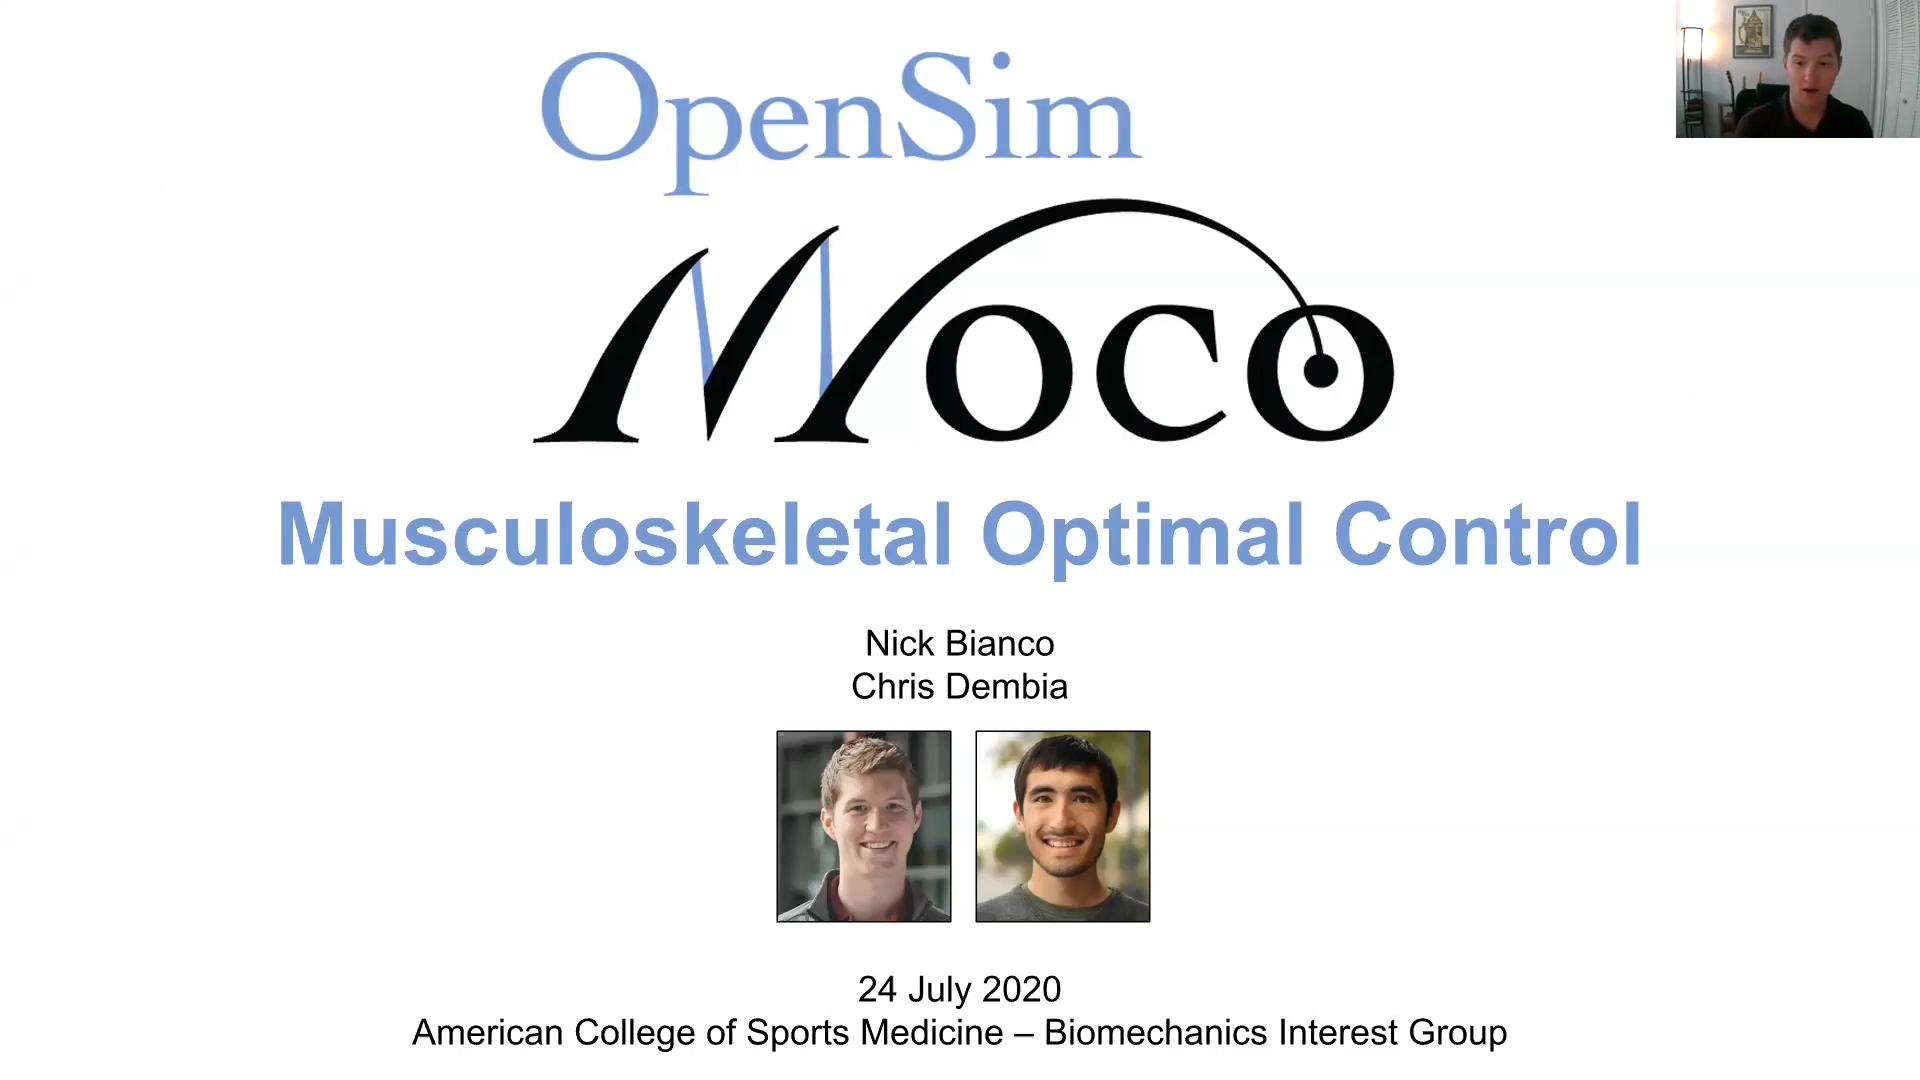 OpenSim
Moco
Musculoskeletal Optimal Control
Nick Bianco
Chris Dembia
24 July 2020
American College of Sports Medicine – Biomechanics Interest Group